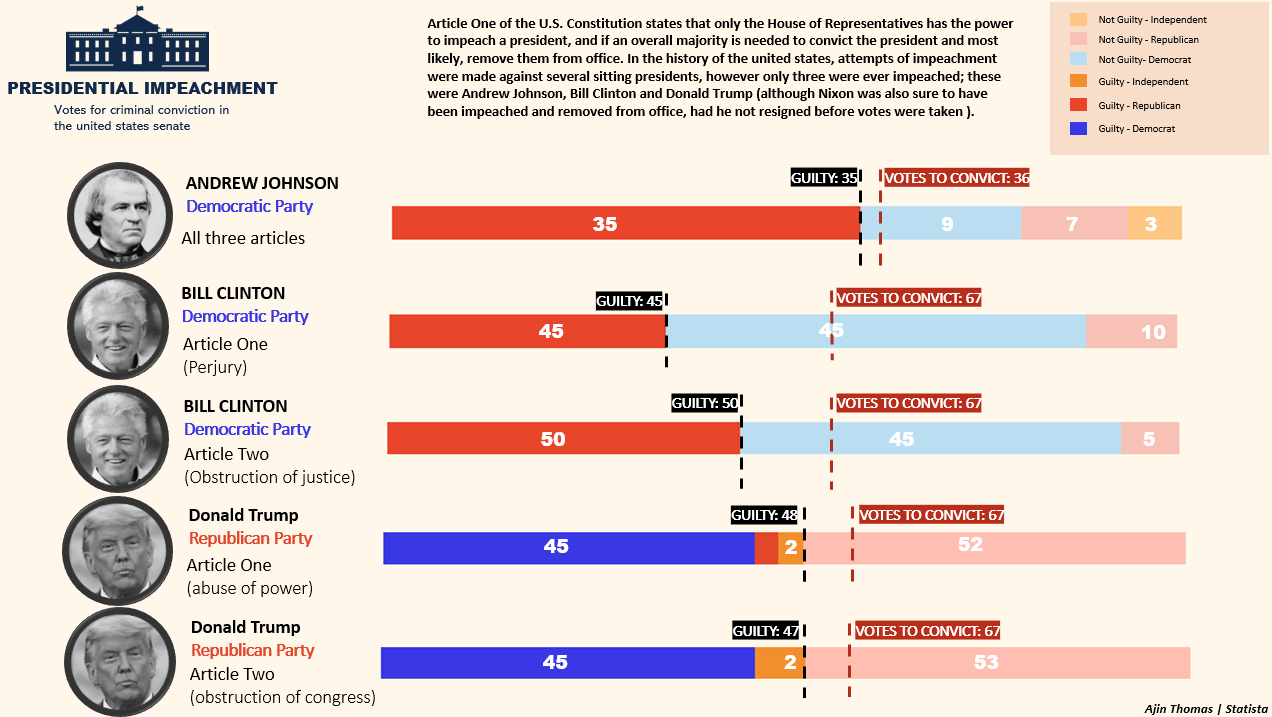 PRESIDENTIAL IMPEACHMENT
Votes for criminal conviction in
the united states senate
Article One of the U.S. Constitution states that only the House of Representatives has the power
to impeach a president, and if an overall majority is needed to convict the president and most
likely, remove them from office. In the history of the united states, attempts of impeachment
were made against several sitting presidents, however only three were ever impeached; these
were Andrew Johnson, Bill Clinton and Donald Trump (although Nixon was also sure to have
been impeached and removed from office, had he not resigned before votes were taken ).
Not Guilty - Independent
Not Guilty - Republican
Not Guilty- Democrat
Guilty - Independent
Guilty - Republican
Guilty - Democrat
ANDREW JOHNSON
Democratic Party
All three articles
GUILTY: 35
VOTES TO CONVICT: 36
35
9
7
3
BILL CLINTON
Democratic Party
Article One
(Perjury)
GUILTY: 45
VOTES TO CONVICT: 67
45
45
10
BILL CLINTON
Democratic Party
Article Two
(Obstruction of justice)
GUILTY: 50
VOTES TO CONVICT: 67
50
45
5
Donald Trump
Republican Party
Article One
(abuse of power)
GUILTY: 48
VOTES TO CONVICT: 67
45
2
52
Donald Trump
Republican Party
Article Two
(obstruction of congress)
GUILTY: 47
VOTES TO CONVICT: 67
45
2
53
Ajin Thomas | Statista